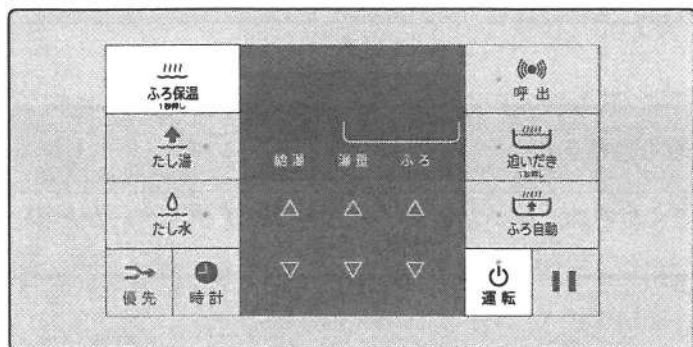 ふろ保温
1秒押し
たし湯
たし水
優先
時計
給湯
湯量
ふろ
呼出
追いだき
1秒押し
ふろ自動
運転